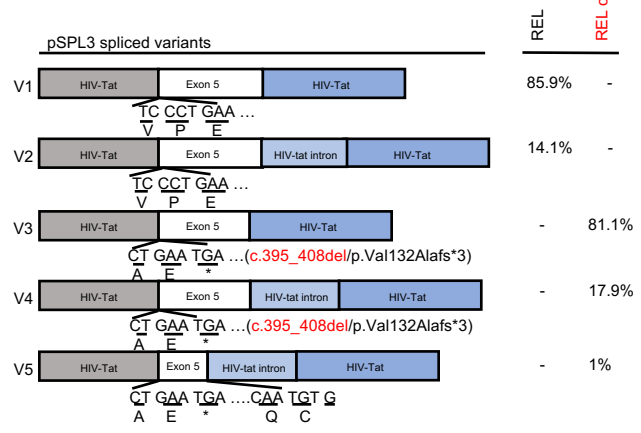 pSPL3 spliced variants
REL
REL c
V1 HIV-Tat Exon 5 HIV-Tat 85.9% -
TC CCT GAA ...
V P E
V2 HIV-Tat Exon 5 HIV-tat intron HIV-Tat 14.1% -
TC CCT GAA ...
V P E
V3 HIV-Tat Exon 5 HIV-Tat - 81.1%
CT GAA TGA ...(c.395_408del/p.Val132Alafs*3)
A E *
V4 HIV-Tat Exon 5 HIV-tat intron HIV-Tat - 17.9%
CT GAA TGA ...(c.395_408del/p.Val132Alafs*3)
A E *
V5 HIV-Tat Exon 5 HIV-tat intron HIV-Tat - 1%
CT GAA TGA ....CAA TGT G
A E * Q C